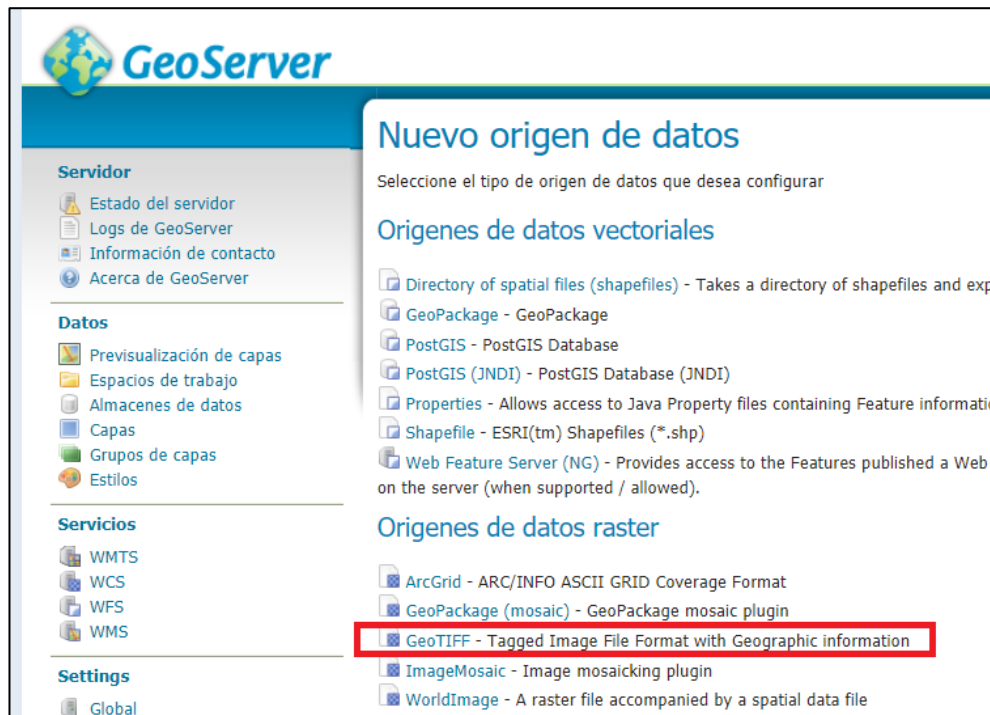 GeoServer
Servidor
Estado del servidor
Logs de GeoServer
Información de contacto
Acerca de GeoServer
Datos
Previsualización de capas
Espacios de trabajo
Almacenes de datos
Capas
Grupos de capas
Estilos
Servicios
WMTS
WCS
WFS
WMS
Settings
Global
Nuevo origen de datos
Seleccione el tipo de origen de datos que desea configurar
Origenes de datos vectoriales
Directory of spatial files (shapefiles) - Takes a directory of shapefiles and exp
GeoPackage - GeoPackage
PostGIS - PostGIS Database
PostGIS (JNDI) - PostGIS Database (JNDI)
Properties - Allows access to Java Property files containing Feature informati
Shapefile - ESRI(tm) Shapefiles (*.shp)
Web Feature Server (NG) - Provides access to the Features published a Web
on the server (when supported / allowed).
Origenes de datos raster
ArcGrid - ARC/INFO ASCII GRID Coverage Format
GeoPackage (mosaic) - GeoPackage mosaic plugin
GeoTIFF - Tagged Image File Format with Geographic information
ImageMosaic - Image mosaicking plugin
WorldImage - A raster file accompanied by a spatial data file